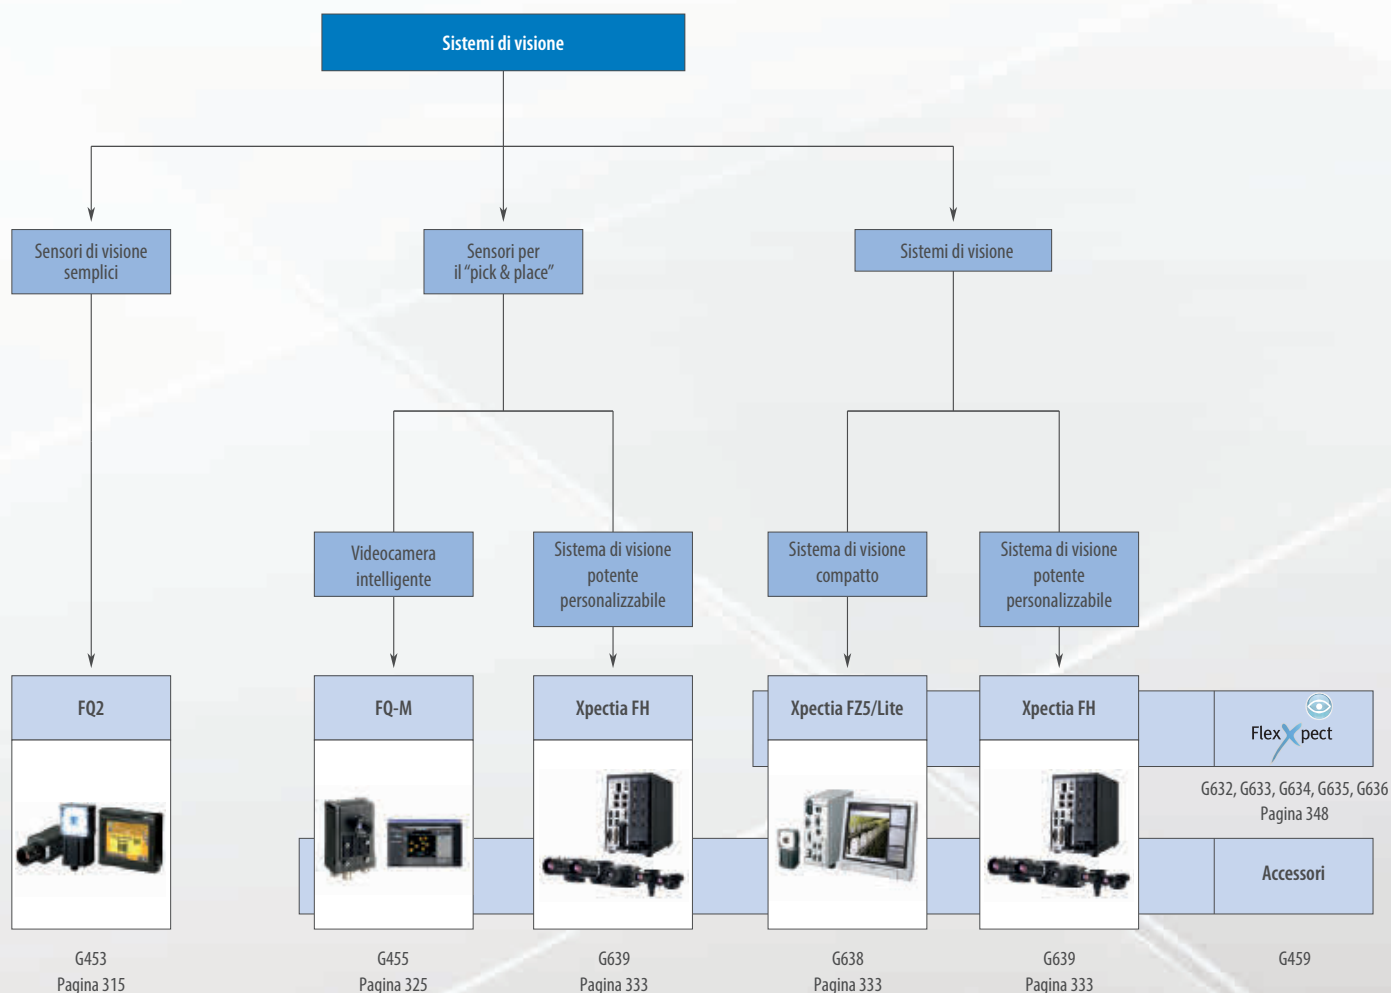 Sistemi di visione
Sensori di visione
semplici
Sensori per
il “pick & place”
Sistemi di visione
Videocamera
intelligente
Sistema di visione
potente
personalizzabile
Sistema di visione
compatto
Sistema di visione
potente
personalizzabile
FQ2
FQ-M
Xpectia FH
Xpectia FZ5/Lite
Xpectia FH
FlexXpect
G632, G633, G634, G635, G636
Pagina 348
Accessori
G453
Pagina 315
G455
Pagina 325
G639
Pagina 333
G638
Pagina 333
G639
Pagina 333
G459